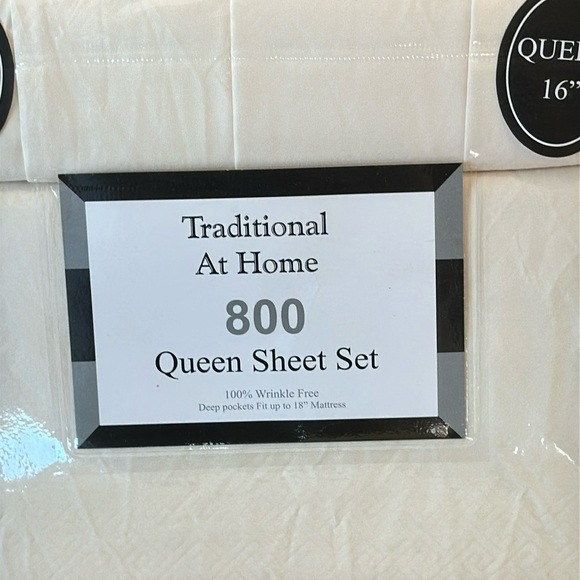 16”
Traditional
At Home
800
Queen Sheet Set
100% Wrinkle Free
Deep pockets Fit up to 18" Mattress